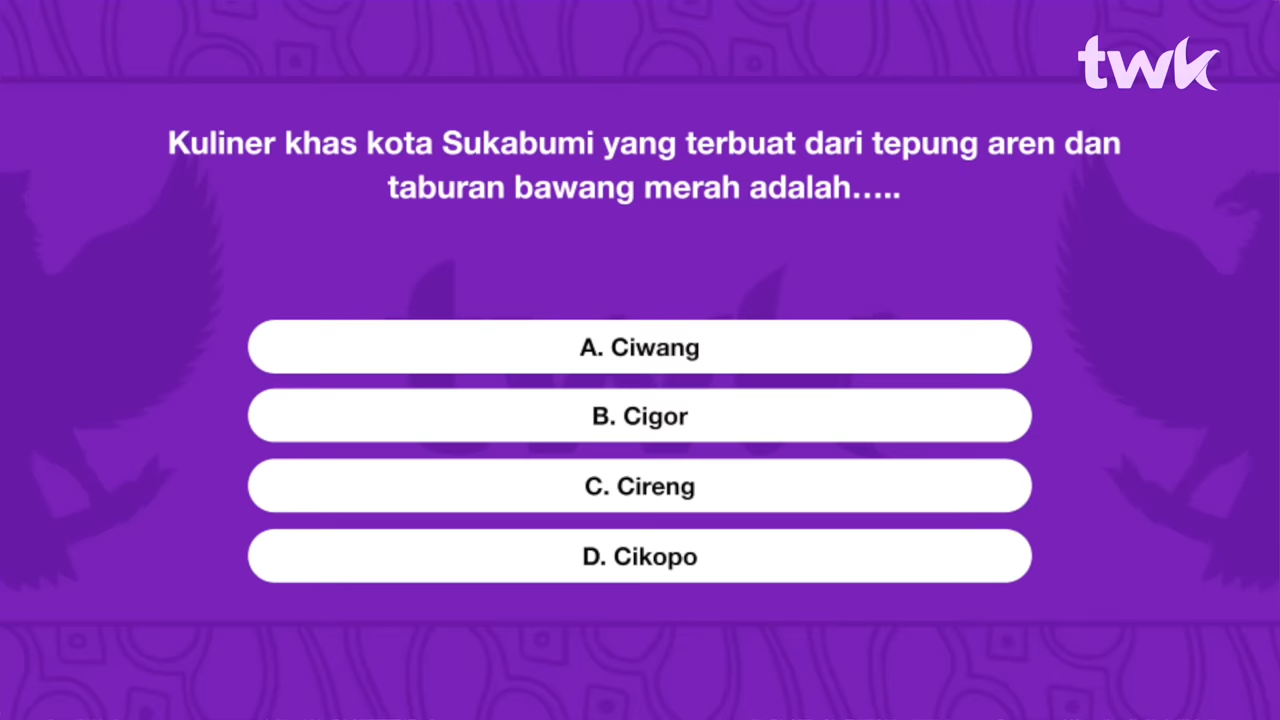 twk
Kuliner khas kota Sukabumi yang terbuat dari tepung aren dan
taburan bawang merah adalah.....
A. Ciwang
B. Cigor
C. Cireng
D. Cikopo